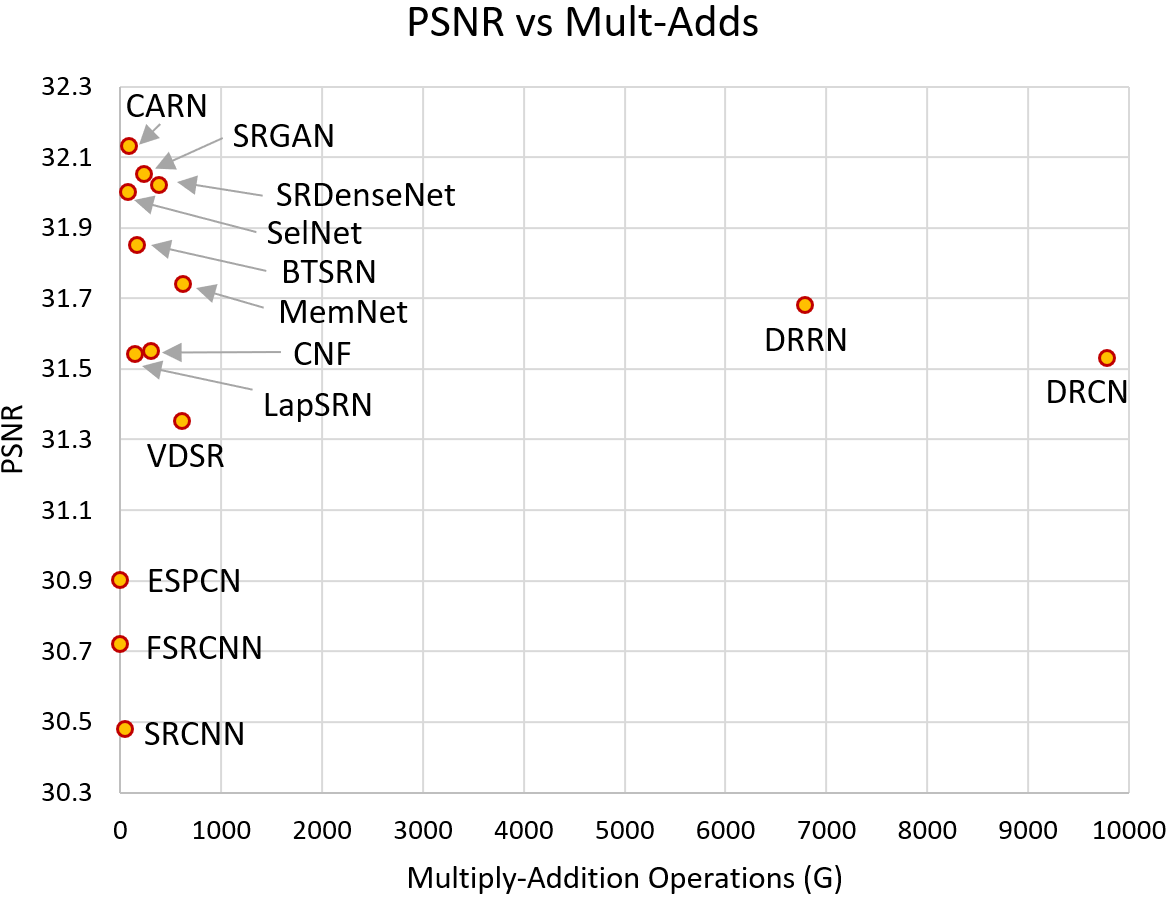 PSNR vs Mult-Adds
32.3
32.1
31.9
31.7
31.5
31.3
31.1
30.9
30.7
30.5
30.3
PSNR
CARN
SRGAN
SRDenseNet
SelNet
BTSRN
MemNet
CNF
LapSRN
VDSR
DRRN
DRCN
ESPCN
FSRCNN
SRCNN
0 1000 2000 3000 4000 5000 6000 7000 8000 9000 10000
Multiply-Addition Operations (G)